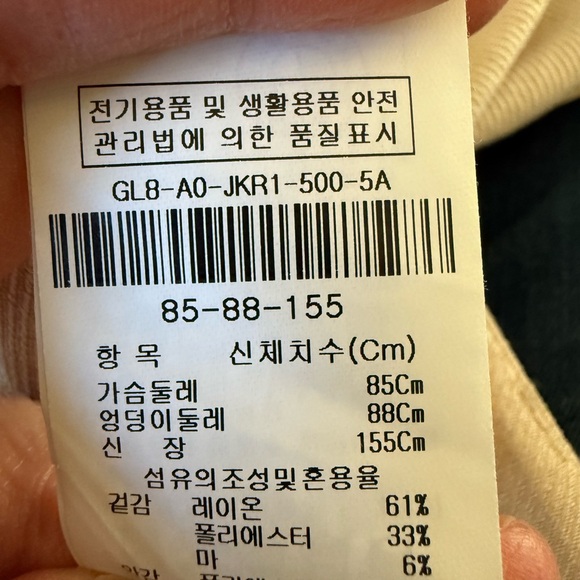 전기용품 및 생활용품 안전
관리법에 의한 품질표시
GL8-A0-JKR1-500-5A
85-88-155
항 목 신체치수(Cm)
가슴둘레 85Cm
엉덩이둘레 88Cm
신 장 155Cm
섬유의조성및혼용율
겉감 레이온 61%
폴리에스터 33%
마 6%